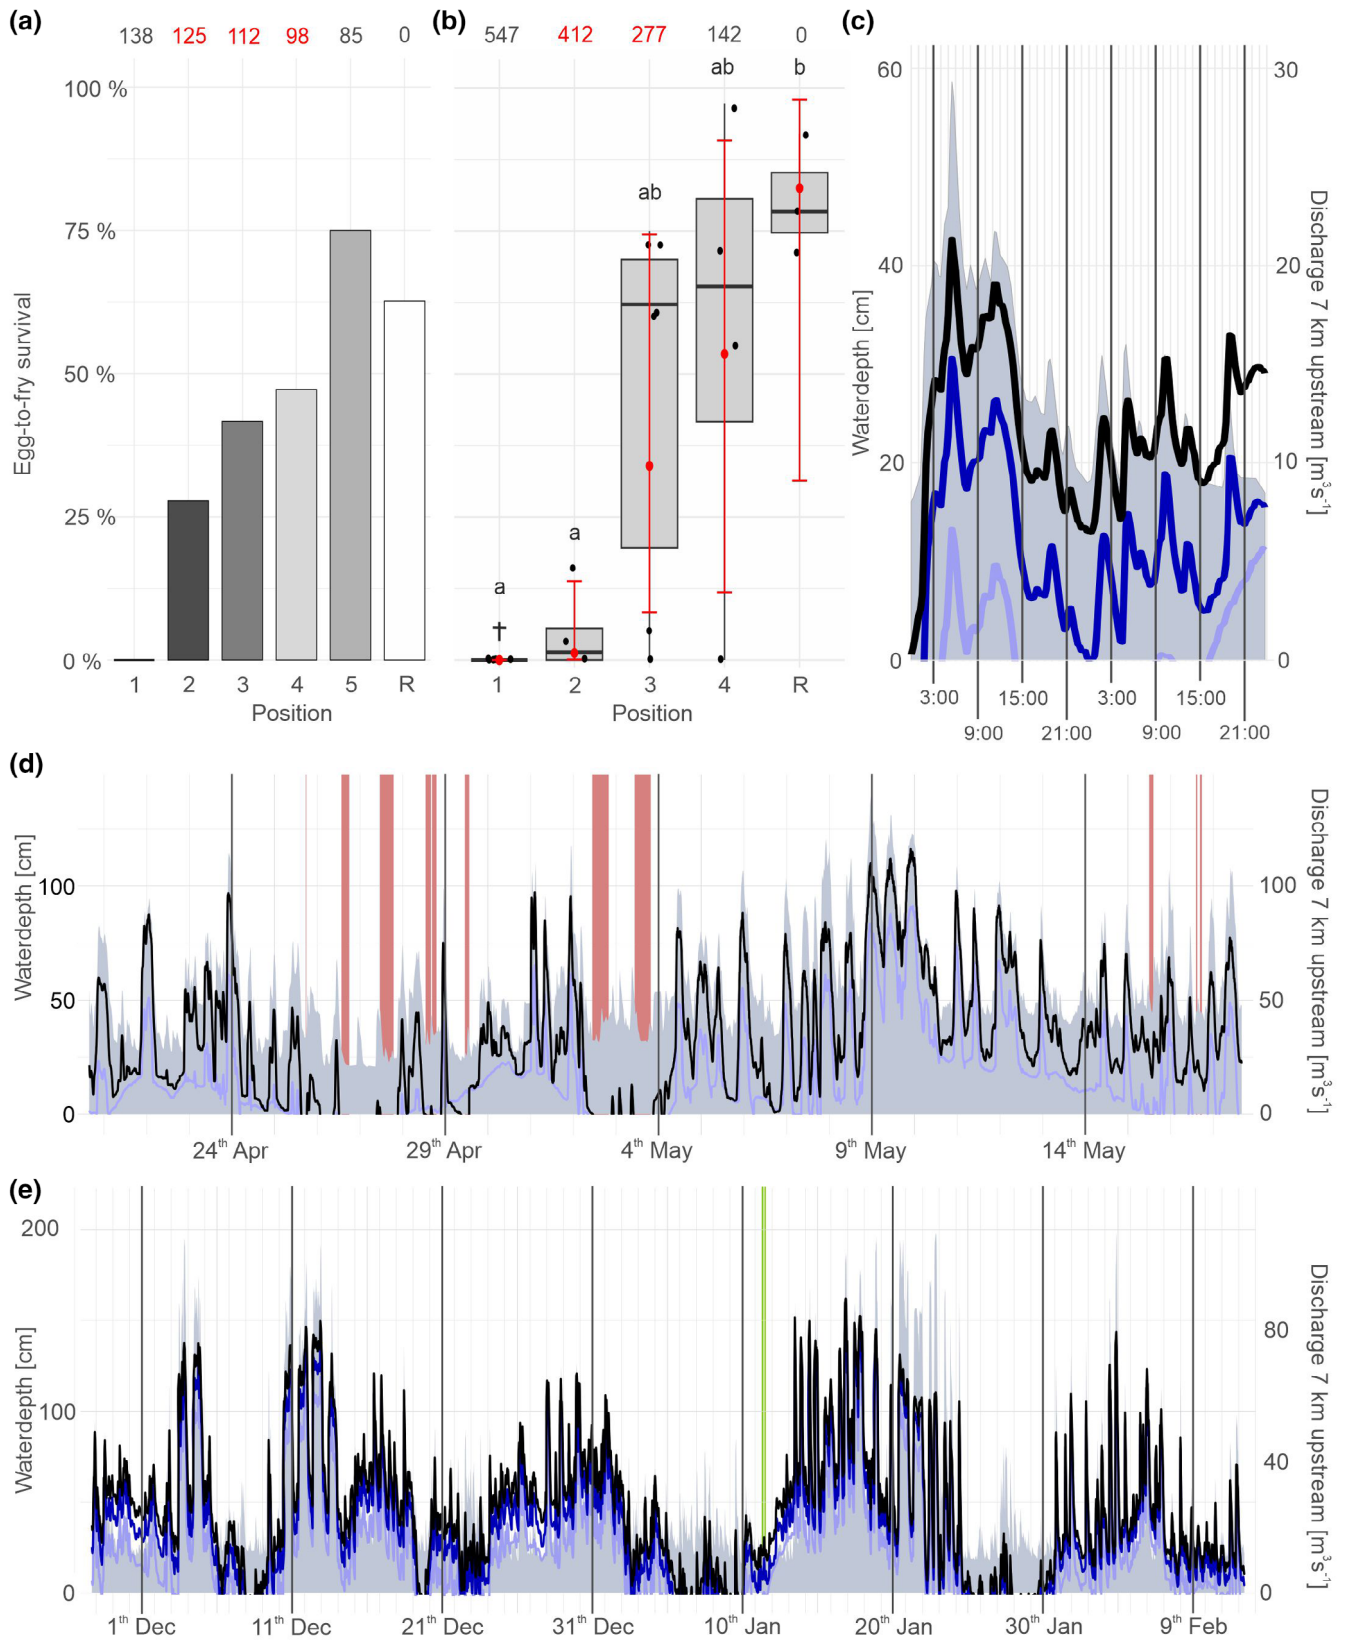 (a)
138 125 112 98 85 0
100 %
75 %
50 %
25 %
0 %
Egg-to-fry survival
1 2 3 4 5 R
Position
(b)
547 412 277 142 0
a
a
ab
ab
b
†
1 2 3 4 R
Position
(c)
60
40
20
0
Waterdepth [cm]
30
20
10
0
Discharge 7 km upstream [m³s⁻¹]
3:00 15:00 3:00 15:00
9:00 21:00 9:00 21:00
(d)
100
50
0
Waterdepth [cm]
100
50
0
Discharge 7 km upstream [m³s⁻¹]
24th Apr 29th Apr 4th May 9th May 14th May
(e)
200
100
0
Waterdepth [cm]
80
40
0
Discharge 7 km upstream [m³s⁻¹]
1th Dec 11th Dec 21th Dec 31th Dec 10th Jan 20th Jan 30th Jan 9th Feb